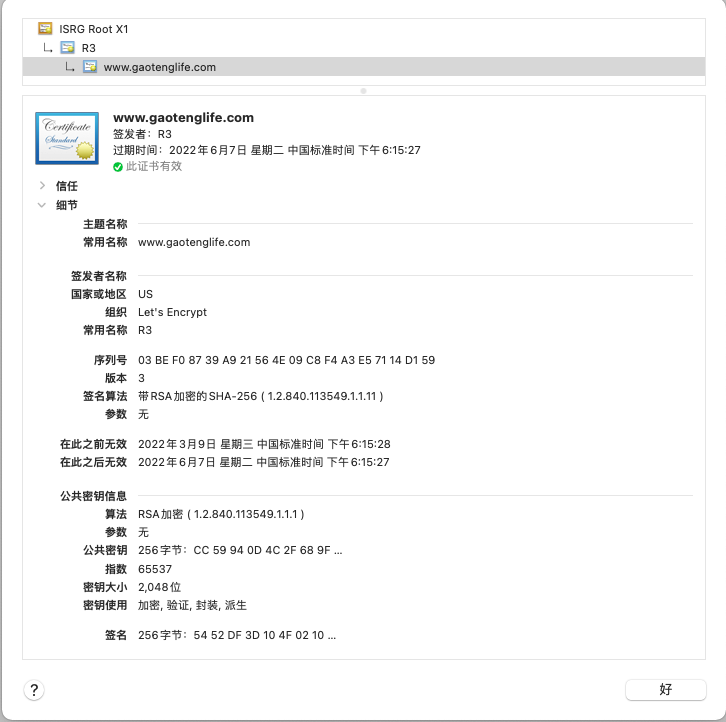 ISRG Root X1
R3
www.gaotenglife.com
Certificate
Standard
www.gaotenglife.com
签发者：R3
过期时间：2022年6月7日 星期二 中国标准时间 下午6:15:27
此证书有效
信任
细节
主题名称
常用名称 www.gaotenglife.com
签发者名称
国家或地区 US
组织 Let's Encrypt
常用名称 R3
序列号 03 BE F0 87 39 A9 21 56 4E 09 C8 F4 A3 E5 71 14 D1 59
版本 3
签名算法 带RSA加密的SHA-256 ( 1.2.840.113549.1.1.11 )
参数 无
在此之前无效 2022年3月9日 星期三 中国标准时间 下午6:15:28
在此之后无效 2022年6月7日 星期二 中国标准时间 下午6:15:27
公共密钥信息
算法 RSA加密 ( 1.2.840.113549.1.1.1 )
参数 无
公共密钥 256字节：CC 59 94 0D 4C 2F 68 9F ...
指数 65537
密钥大小 2,048位
密钥使用 加密, 验证, 封装, 派生
签名 256字节：54 52 DF 3D 10 4F 02 10 ...
?
好